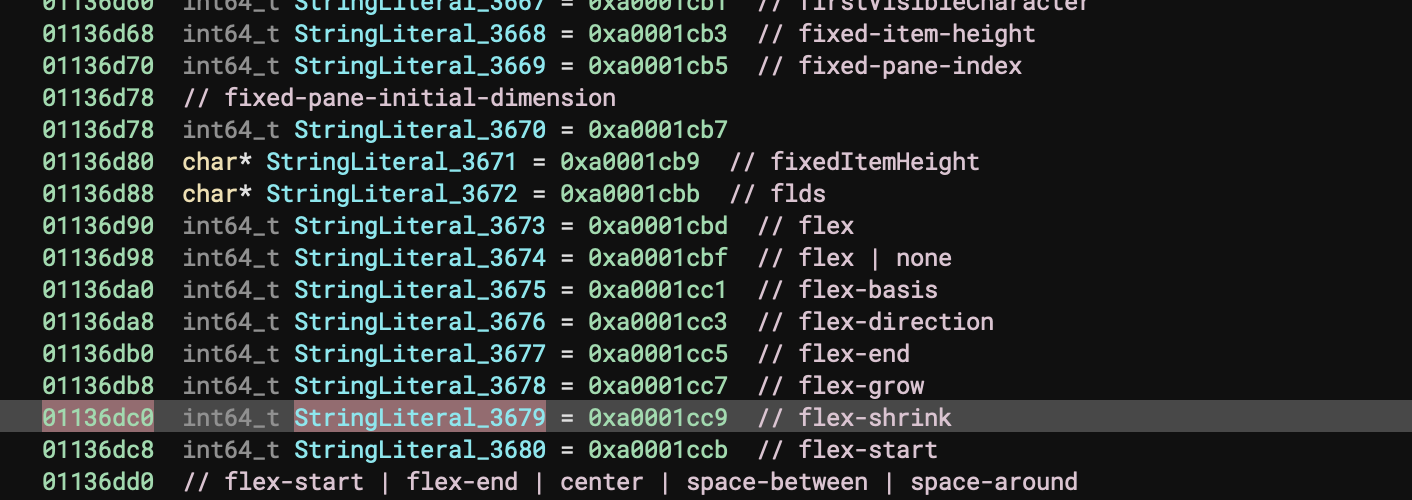 01136d60 int64_t StringLiteral_3667 = 0xa0001cb1 // firstVisibleCharacter
01136d68 int64_t StringLiteral_3668 = 0xa0001cb3 // fixed-item-height
01136d70 int64_t StringLiteral_3669 = 0xa0001cb5 // fixed-pane-index
01136d78 // fixed-pane-initial-dimension
01136d78 int64_t StringLiteral_3670 = 0xa0001cb7
01136d80 char* StringLiteral_3671 = 0xa0001cb9 // fixedItemHeight
01136d88 char* StringLiteral_3672 = 0xa0001cbb // flds
01136d90 int64_t StringLiteral_3673 = 0xa0001cbd // flex
01136d98 int64_t StringLiteral_3674 = 0xa0001cbf // flex | none
01136da0 int64_t StringLiteral_3675 = 0xa0001cc1 // flex-basis
01136da8 int64_t StringLiteral_3676 = 0xa0001cc3 // flex-direction
01136db0 int64_t StringLiteral_3677 = 0xa0001cc5 // flex-end
01136db8 int64_t StringLiteral_3678 = 0xa0001cc7 // flex-grow
01136dc0 int64_t StringLiteral_3679 = 0xa0001cc9 // flex-shrink
01136dc8 int64_t StringLiteral_3680 = 0xa0001ccb // flex-start
01136dd0 // flex-start | flex-end | center | space-between | space-around